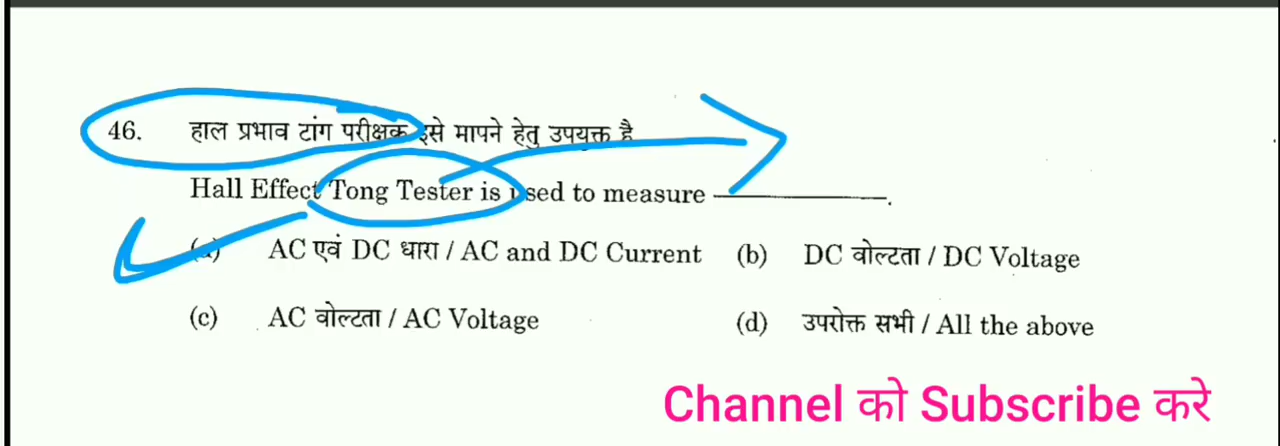 46. हाल प्रभाव टांग परीक्षक इसे मापने हेतु उपयुक्त है
Hall Effect Tong Tester is used to measure ____________.
(a) AC एवं DC धारा / AC and DC Current (b) DC वोल्टता / DC Voltage
(c) AC वोल्टता / AC Voltage (d) उपरोक्त सभी / All the above
Channel को Subscribe करे